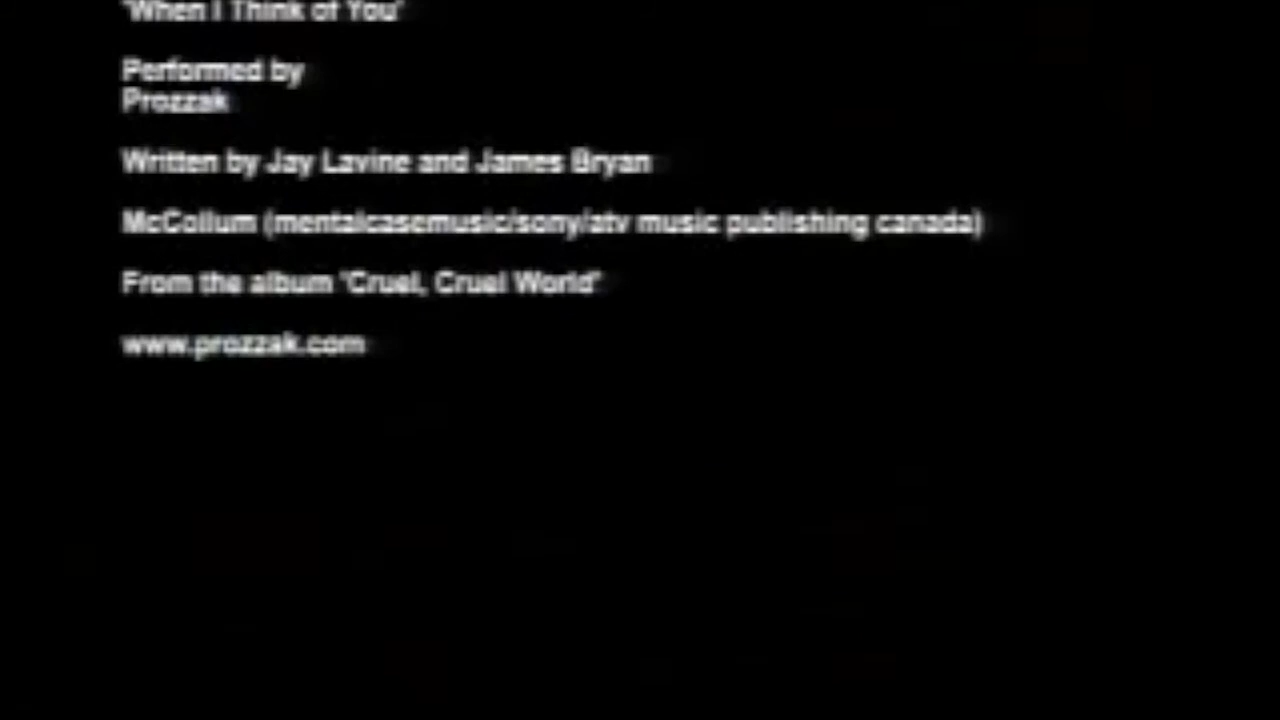 'When I Think of You'
Performed by
Prozzak
Written by Jay Lavine and James Bryan
McCollum (mentalcasemusic/sony/atv music publishing canada)
From the album 'Cruel, Cruel World'
www.prozzak.com